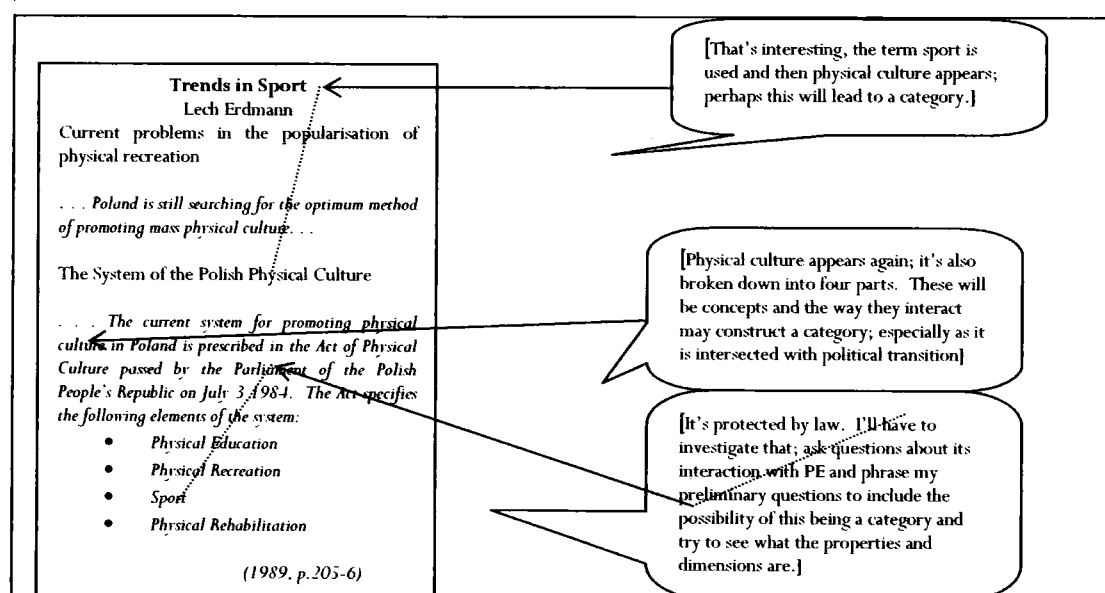 Trends in Sport
Lech Erdmann
Current problems in the popularisation of
physical recreation
. . . Poland is still searching for the optimum method
of promoting mass physical culture. . .
The System of the Polish Physical Culture
. . . The current system for promoting physical
culture in Poland is prescribed in the Act of Physical
Culture passed by the Parliament of the Polish
People's Republic on July 3,1984. The Act specifies
the following elements of the system:
• Physical Education
• Physical Recreation
• Sport
• Physical Rehabilitation
(1989, p.205-6)
[That's interesting, the term sport is
used and then physical culture appears;
perhaps this will lead to a category.]
[Physical culture appears again; it's also
broken down into four parts. These will
be concepts and the way they interact
may construct a category; especially as it
is intersected with political transition]
[It's protected by law. I'll have to
investigate that; ask questions about its
interaction with PE and phrase my
preliminary questions to include the
possibility of this being a category and
try to see what the properties and
dimensions are.]